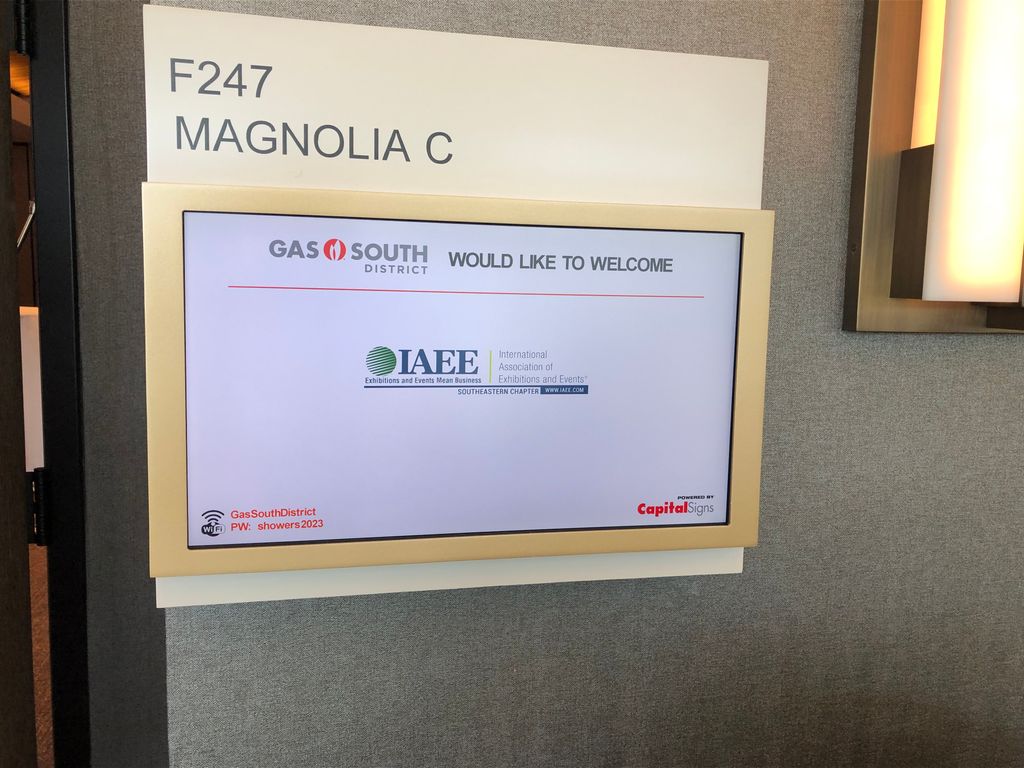 F247
MAGNOLIA C
GAS SOUTH
DISTRICT
WOULD LIKE TO WELCOME
IAEE
Exhibitions and Events Mean Business
International
Association of
Exhibitions and Events®
SOUTHEASTERN CHAPTER WWW.IAEE.COM
WiFi
GasSouthDistrict
PW: showers2023
POWERED BY
CapitalSigns